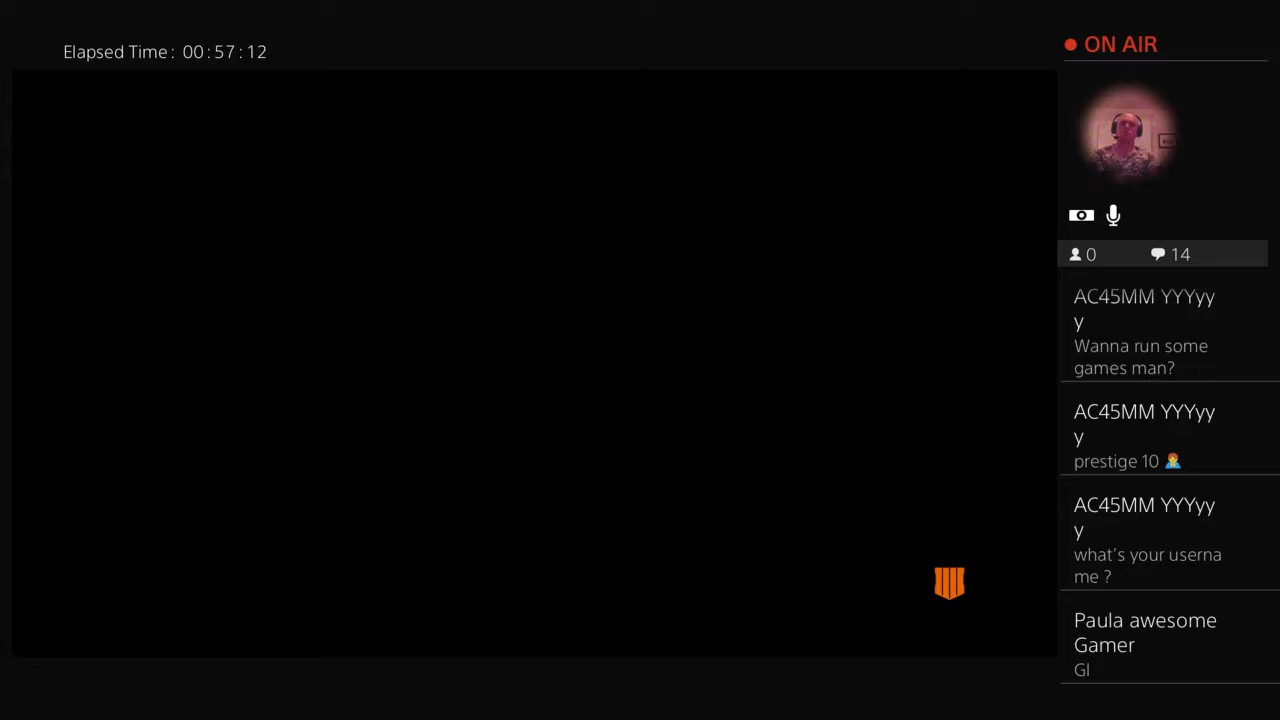 Elapsed Time: 00:57:12
ON AIR
0
14
AC45MM YYYyy
y
Wanna run some
games man?
AC45MM YYYyy
y
prestige 10 🤦
AC45MM YYYyy
y
what's your userna
me ?
Paula awesome
Gamer
Gl